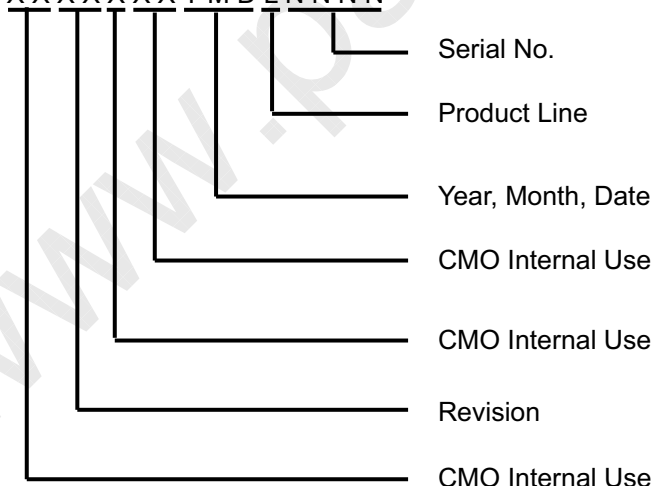 X X X X X X X Y M D L N N N N
Serial No.
Product Line
Year, Month, Date
CMO Internal Use
CMO Internal Use
Revision
CMO Internal Use